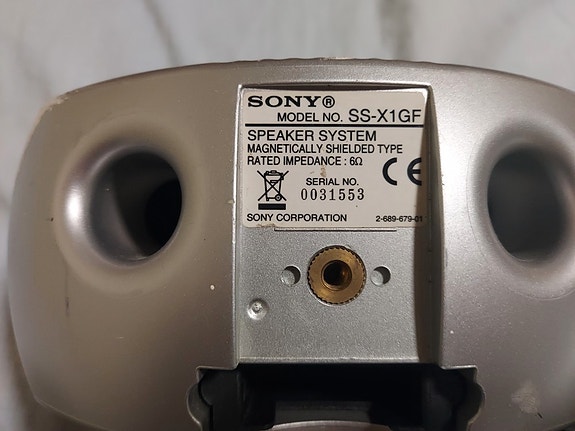 SONY®
MODEL NO. SS-X1GF
SPEAKER SYSTEM
MAGNETICALLY SHIELDED TYPE
RATED IMPEDANCE : 6Ω
CE
SERIAL NO.
0031553
SONY CORPORATION 2-689-679-01